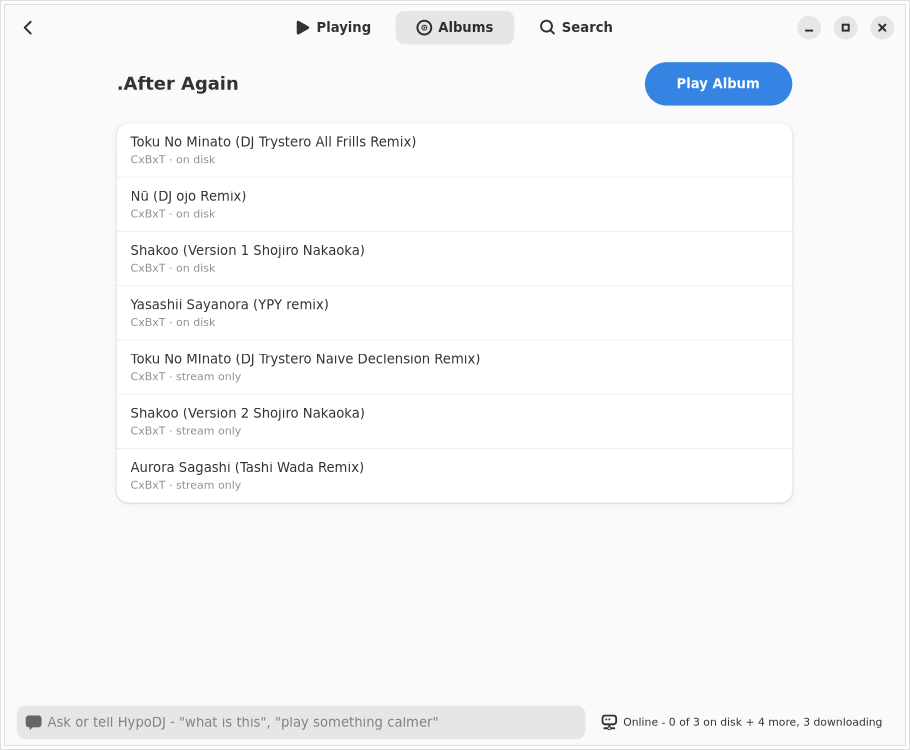 Playing
Albums
Search
.After Again
Play Album
Toku No Minato (DJ Trystero All Frills Remix)
CxBxT · on disk
Nū (DJ ojo Remix)
CxBxT · on disk
Shakoo (Version 1 Shojiro Nakaoka)
CxBxT · on disk
Yasashii Sayanora (YPY remix)
CxBxT · on disk
Toku No MInato (DJ Trystero Naive Declension Remix)
CxBxT · stream only
Shakoo (Version 2 Shojiro Nakaoka)
CxBxT · stream only
Aurora Sagashi (Tashi Wada Remix)
CxBxT · stream only
Ask or tell HypoDJ - "what is this", "play something calmer"
Online - 0 of 3 on disk + 4 more, 3 downloading